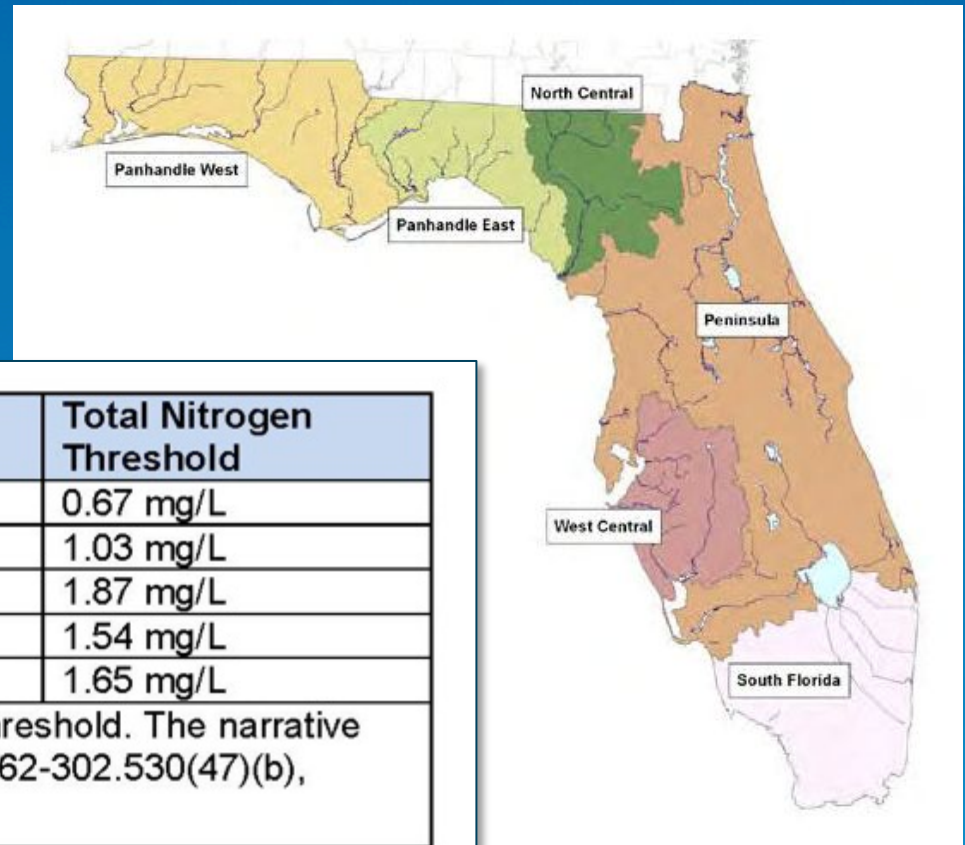 North Central
Panhandle West
Panhandle East
Peninsula
West Central
South Florida
Total Nitrogen
Threshold
0.67 mg/L
1.03 mg/L
1.87 mg/L
1.54 mg/L
1.65 mg/L
reshold. The narrative
62-302.530(47)(b),